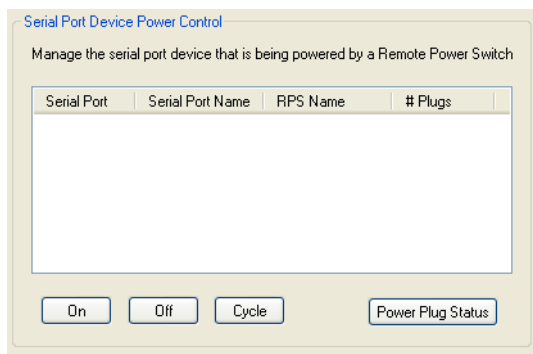 Serial Port Device Power Control
Manage the serial port device that is being powered by a Remote Power Switch
Serial Port Serial Port Name RPS Name # Plugs
On Off Cycle Power Plug Status